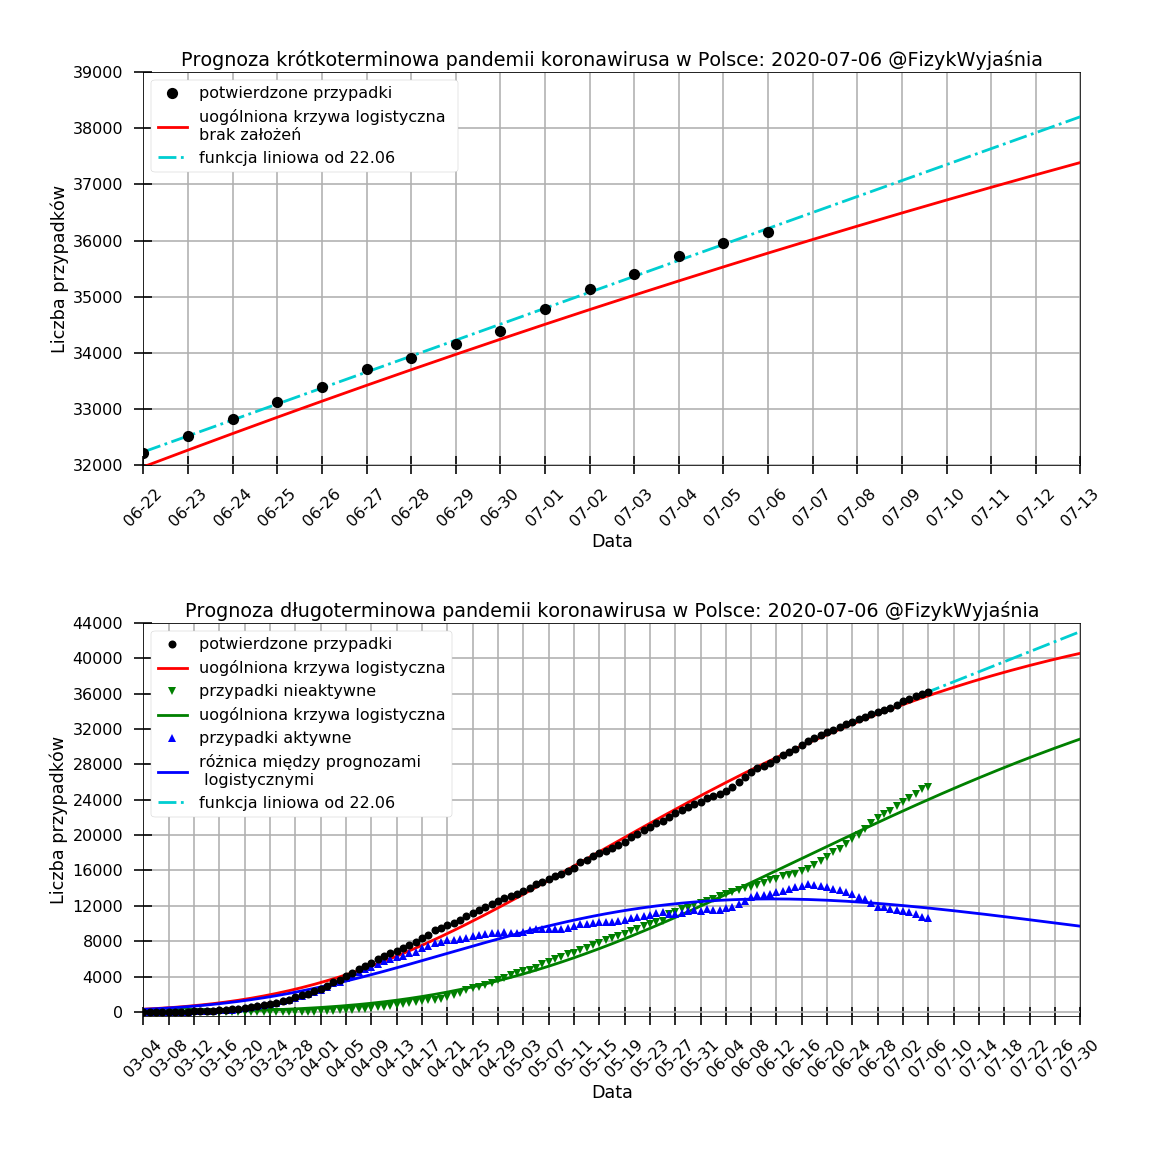 Prognoza krótkoterminowa pandemii koronawirusa w Polsce: 2020-07-06 @FizykWyjaśnia
39000
38000
37000
36000
35000
34000
33000
32000
Liczba przypadków
potwierdzone przypadki
uogólniona krzywa logistyczna
brak założeń
funkcja liniowa od 22.06
06-22 06-23 06-24 06-25 06-26 06-27 06-28 06-29 06-30 07-01 07-02 07-03 07-04 07-05 07-06 07-07 07-08 07-09 07-10 07-11 07-12 07-13
Data
Prognoza długoterminowa pandemii koronawirusa w Polsce: 2020-07-06 @FizykWyjaśnia
44000
40000
36000
32000
28000
24000
20000
16000
12000
8000
4000
0
Liczba przypadków
potwierdzone przypadki
uogólniona krzywa logistyczna
przypadki nieaktywne
uogólniona krzywa logistyczna
przypadki aktywne
różnica między prognozami
logistycznymi
funkcja liniowa od 22.06
03-04 03-08 03-12 03-16 03-20 03-24 03-28 04-01 04-05 04-09 04-13 04-17 04-21 04-25 04-29 05-03 05-07 05-11 05-15 05-19 05-23 05-27 05-31 06-04 06-08 06-12 06-16 06-20 06-24 06-28 07-02 07-06 07-10 07-14 07-18 07-22 07-26 07-30
Data